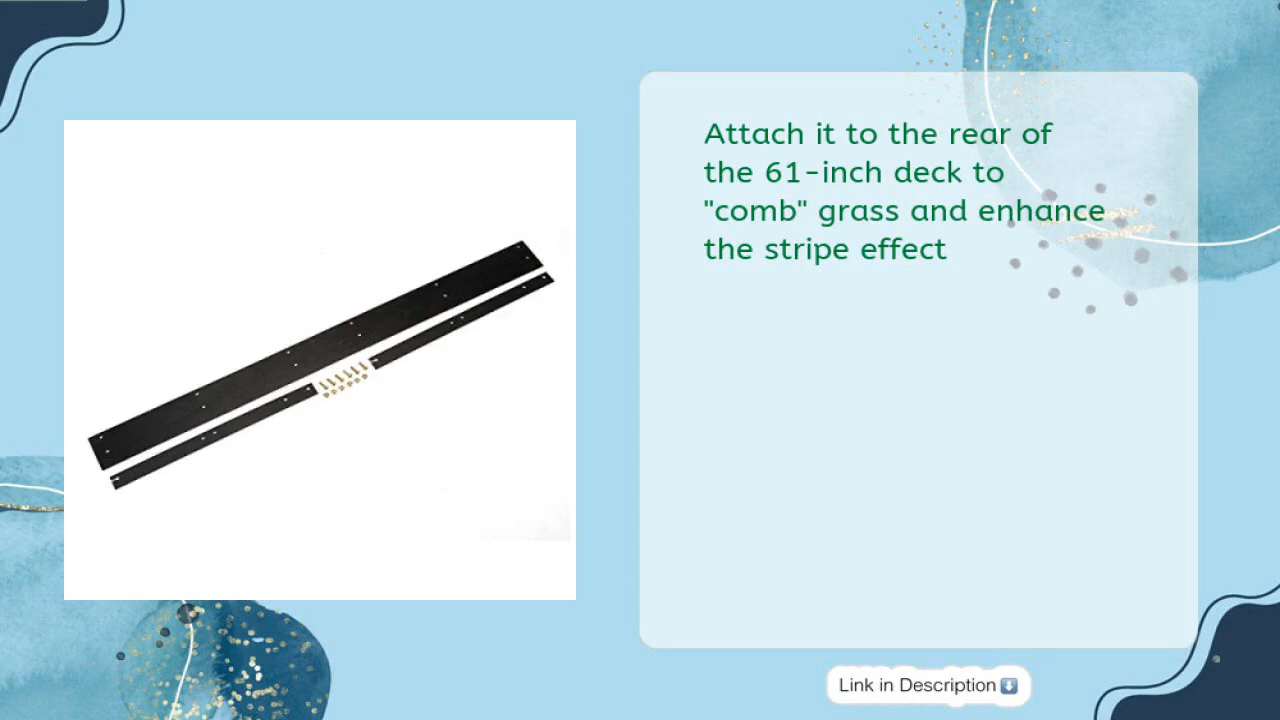 Attach it to the rear of
the 61-inch deck to
"comb" grass and enhance
the stripe effect
Link in Description